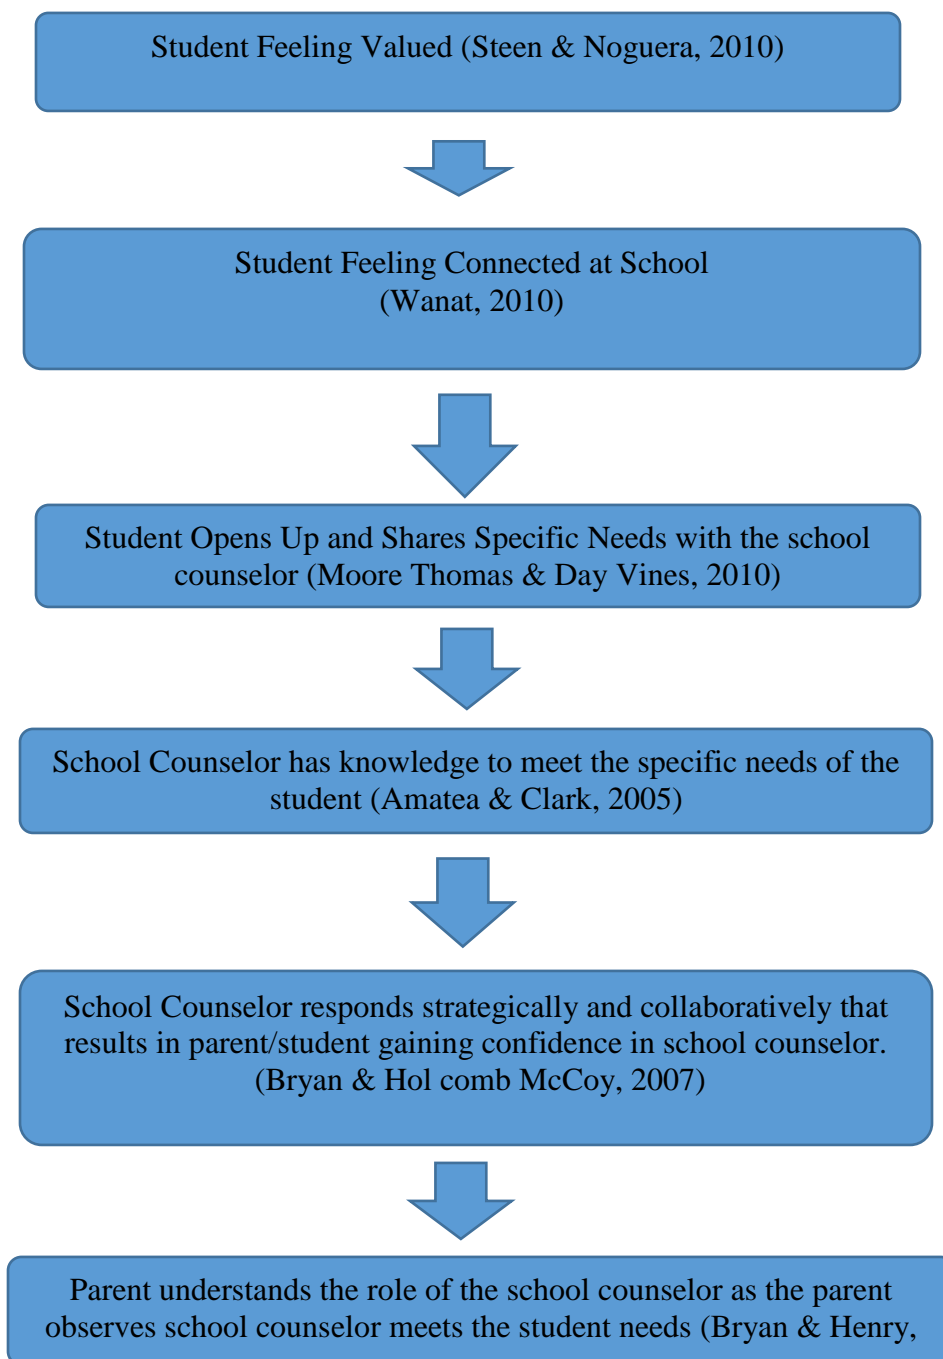 Student Feeling Valued (Steen & Noguera, 2010)
Student Feeling Connected at School
(Wanat, 2010)
Student Opens Up and Shares Specific Needs with the school
counselor (Moore Thomas & Day Vines, 2010)
School Counselor has knowledge to meet the specific needs of the
student (Amatea & Clark, 2005)
School Counselor responds strategically and collaboratively that
results in parent/student gaining confidence in school counselor.
(Bryan & Hol comb McCoy, 2007)
Parent understands the role of the school counselor as the parent
observes school counselor meets the student needs (Bryan & Henry,